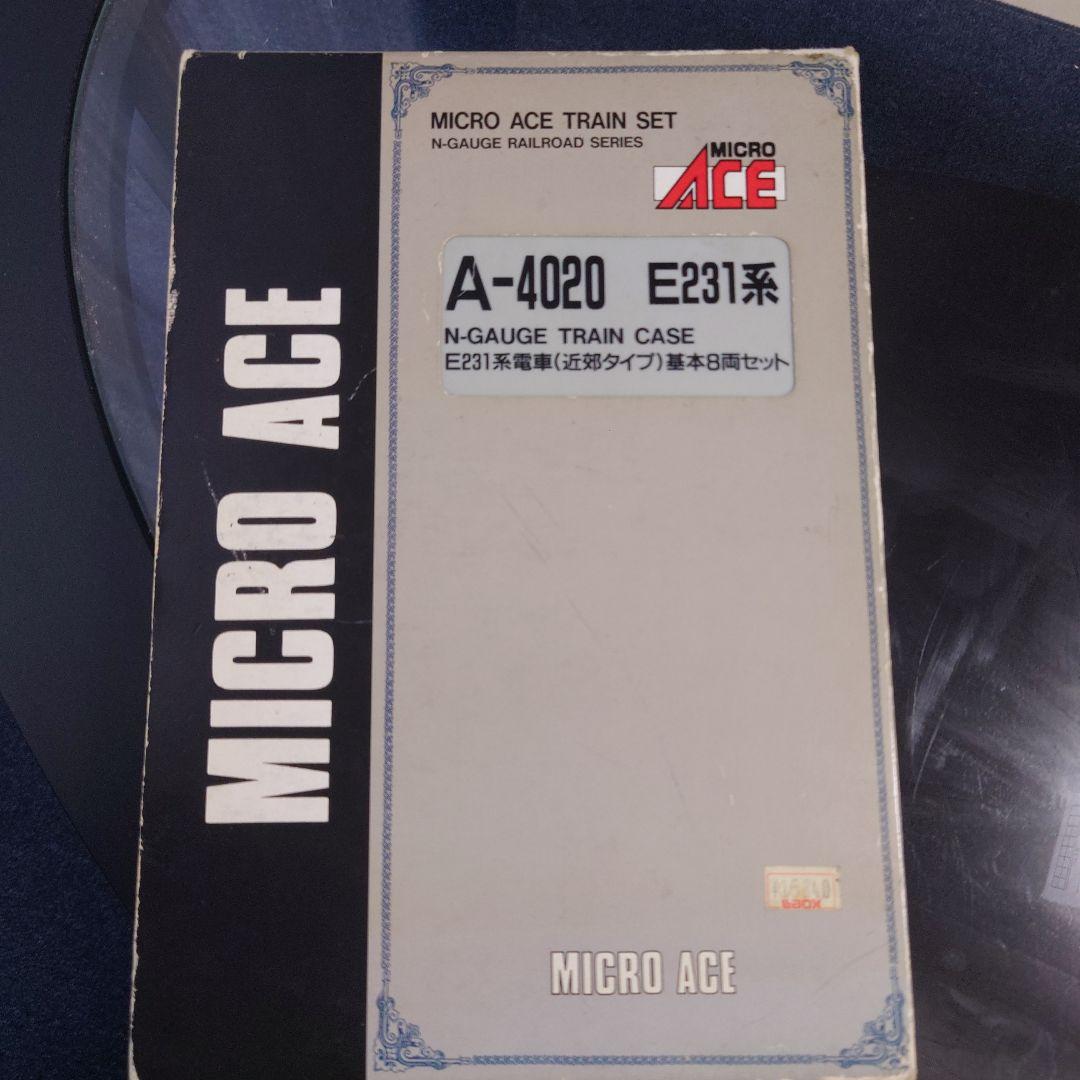 MICRO ACE TRAIN SET
N-GAUGE RAILROAD SERIES
MICRO
ACE
A-4020 E231系
N-GAUGE TRAIN CASE
E231系電車(近郊タイプ)基本8両セット
MICRO ACE
MICRO ACE